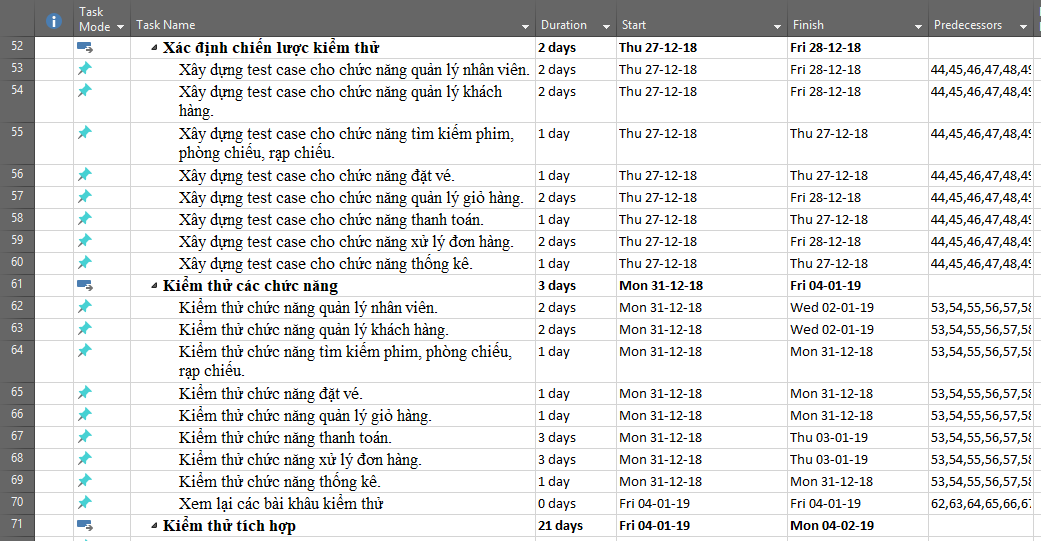 Task Mode Task Name Duration Start Finish Predecessors
52 Xác định chiến lược kiểm thử 2 days Thu 27-12-18 Fri 28-12-18
53 Xây dựng test case cho chức năng quản lý nhân viên. 2 days Thu 27-12-18 Fri 28-12-18 44,45,46,47,48,49
54 Xây dựng test case cho chức năng quản lý khách 2 days Thu 27-12-18 Fri 28-12-18 44,45,46,47,48,49
hàng.
55 Xây dựng test case cho chức năng tìm kiếm phim, 1 day Thu 27-12-18 Thu 27-12-18 44,45,46,47,48,49
phòng chiếu, rạp chiếu.
56 Xây dựng test case cho chức năng đặt vé. 1 day Thu 27-12-18 Thu 27-12-18 44,45,46,47,48,49
57 Xây dựng test case cho chức năng quản lý giỏ hàng. 2 days Thu 27-12-18 Fri 28-12-18 44,45,46,47,48,49
58 Xây dựng test case cho chức năng thanh toán. 1 day Thu 27-12-18 Thu 27-12-18 44,45,46,47,48,49
59 Xây dựng test case cho chức năng xử lý đơn hàng. 2 days Thu 27-12-18 Fri 28-12-18 44,45,46,47,48,49
60 Xây dựng test case cho chức năng thống kê. 1 day Thu 27-12-18 Thu 27-12-18 44,45,46,47,48,49
61 Kiểm thử các chức năng 3 days Mon 31-12-18 Fri 04-01-19
62 Kiểm thử chức năng quản lý nhân viên. 2 days Mon 31-12-18 Wed 02-01-19 53,54,55,56,57,58
63 Kiểm thử chức năng quản lý khách hàng. 2 days Mon 31-12-18 Wed 02-01-19 53,54,55,56,57,58
64 Kiểm thử chức năng tìm kiếm phim, phòng chiếu, 1 day Mon 31-12-18 Mon 31-12-18 53,54,55,56,57,58
rạp chiếu.
65 Kiểm thử chức năng đặt vé. 1 day Mon 31-12-18 Mon 31-12-18 53,54,55,56,57,58
66 Kiểm thử chức năng quản lý giỏ hàng. 1 day Mon 31-12-18 Mon 31-12-18 53,54,55,56,57,58
67 Kiểm thử chức năng thanh toán. 3 days Mon 31-12-18 Thu 03-01-19 53,54,55,56,57,58
68 Kiểm thử chức năng xử lý đơn hàng. 3 days Mon 31-12-18 Thu 03-01-19 53,54,55,56,57,58
69 Kiểm thử chức năng thống kê. 1 day Mon 31-12-18 Mon 31-12-18 53,54,55,56,57,58
70 Xem lại các bài khâu kiểm thử 0 days Fri 04-01-19 Fri 04-01-19 62,63,64,65,66,67
71 Kiểm thử tích hợp 21 days Fri 04-01-19 Mon 04-02-19